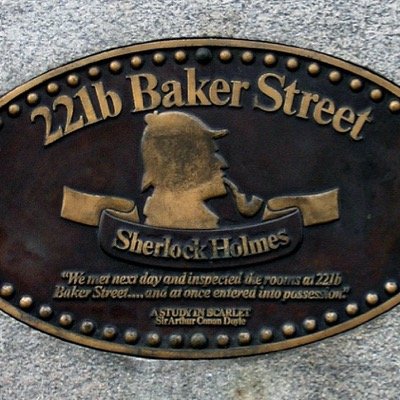 221b Baker Street
Sherlock Holmes
"We met next day and inspected the rooms at 221b
Baker Street.....and at once entered into possession."
A STUDY IN SCARLET
Sir Arthur Conan Doyle